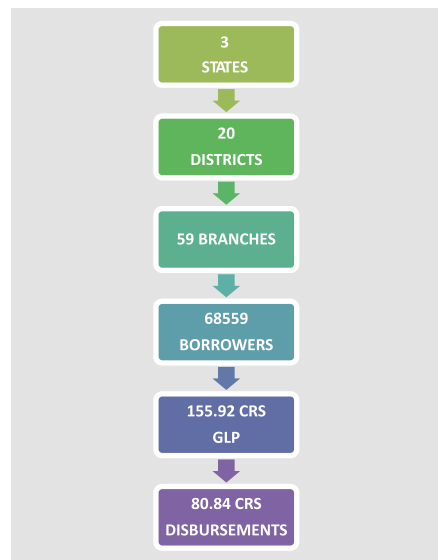 3
STATES
20
DISTRICTS
59 BRANCHES
68559
BORROWERS
155.92 CRS
GLP
80.84 CRS
DISBURSEMENTS